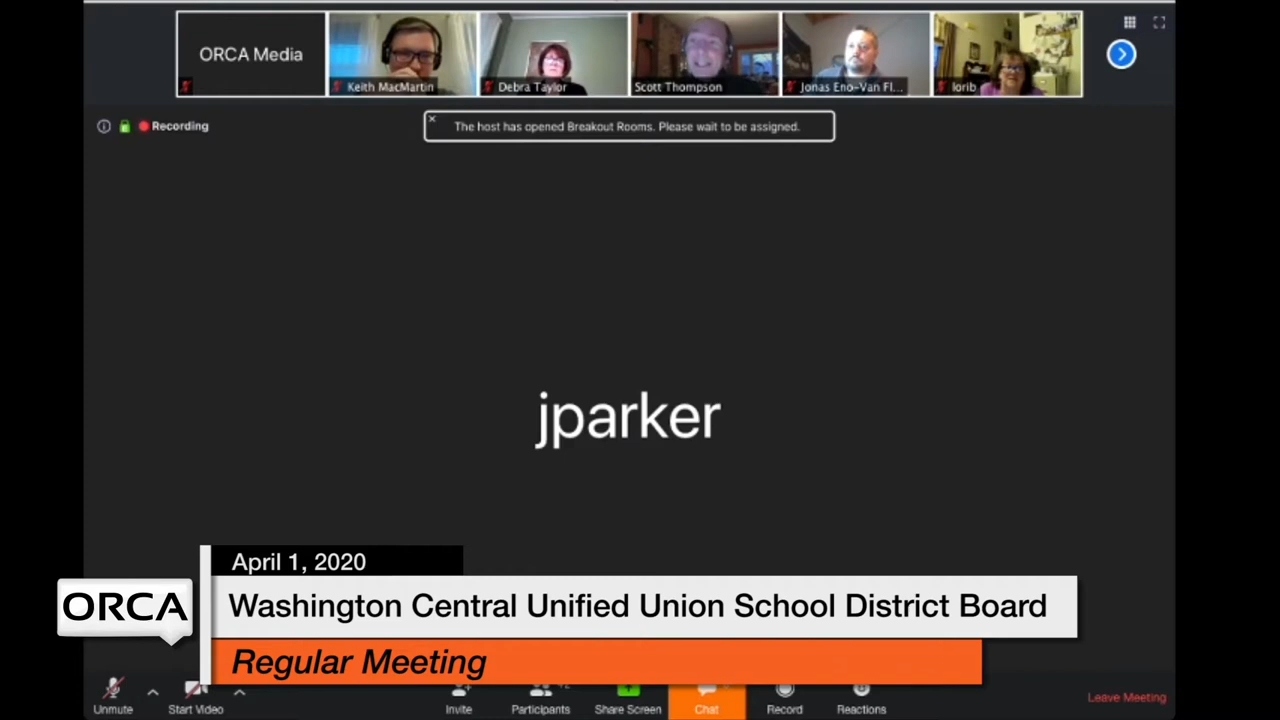 ORCA Media
Keith MacMartin
Debra Taylor
Scott Thompson
Jonas Eno-Van Fl...
lorib
Recording
The host has opened Breakout Rooms. Please wait to be assigned.
jparker
April 1, 2020
ORCA
Washington Central Unified Union School District Board
Regular Meeting
Unmute
Start Video
Invite
Participants
Share Screen
Chat
Record
Reactions
Leave Meeting